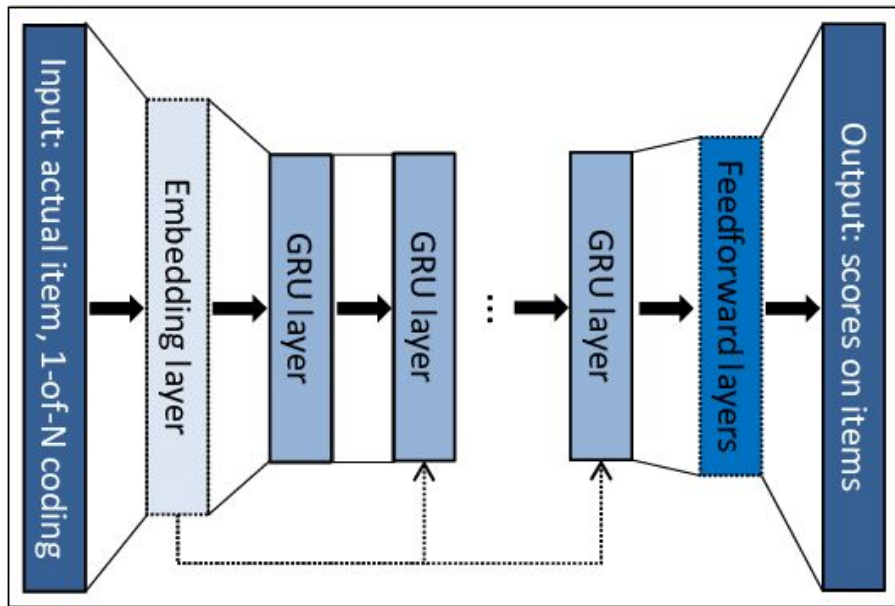 Input: actual item, 1-of-N coding
Embedding layer
GRU layer
GRU layer
...
GRU layer
Feedforward layers
Output: scores on items